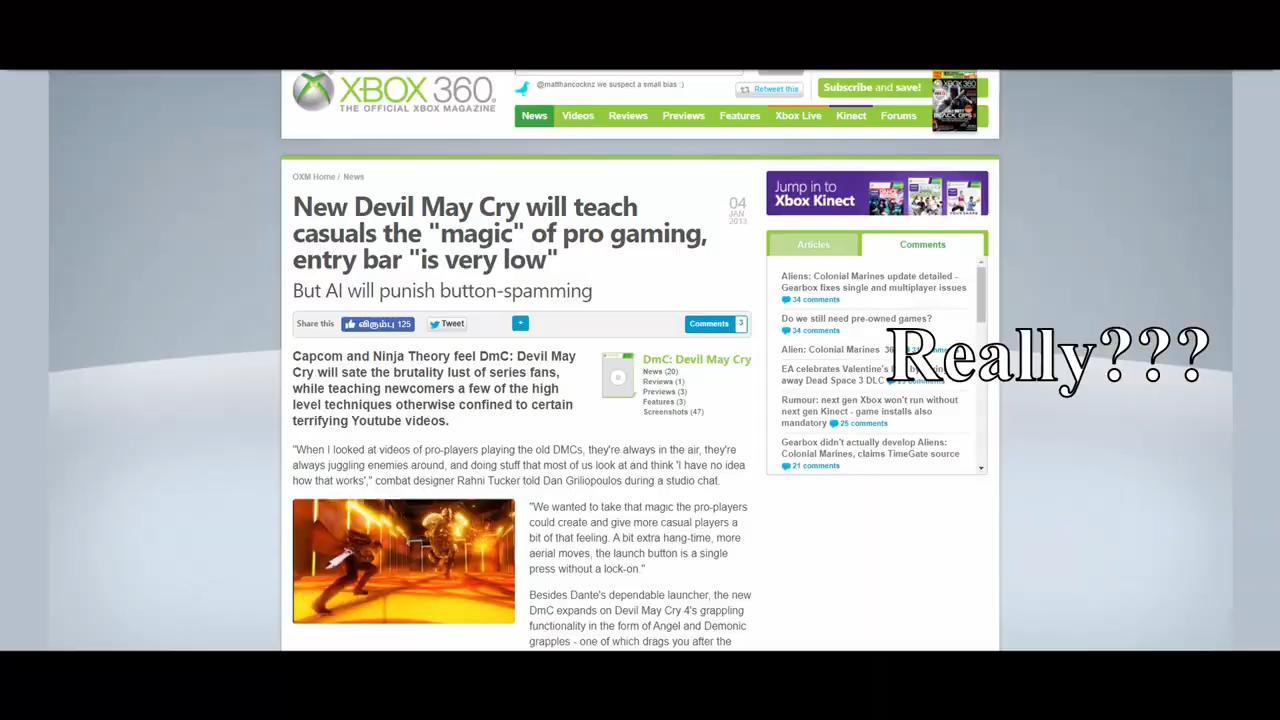 XBOX 360.
THE OFFICIAL XBOX MAGAZINE
@matthancocknz we suspect a small bias :)
Retweet this
Subscribe and save!
News Videos Reviews Previews Features Xbox Live Kinect Forums
OXM Home / News
New Devil May Cry will teach
casuals the "magic" of pro gaming,
entry bar "is very low"
04
JAN
2013
But AI will punish button-spamming
Share this விரும்பு 125 Tweet + Comments 3
Capcom and Ninja Theory feel DmC: Devil May
Cry will sate the brutality lust of series fans,
while teaching newcomers a few of the high
level techniques otherwise confined to certain
terrifying Youtube videos.
DmC: Devil May Cry
News (20)
Reviews (1)
Previews (3)
Features (3)
Screenshots (47)
"When I looked at videos of pro-players playing the old DMCs, they're always in the air, they're
always juggling enemies around, and doing stuff that most of us look at and think 'I have no idea
how that works'," combat designer Rahni Tucker told Dan Griliopoulos during a studio chat.
"We wanted to take that magic the pro-players
could create and give more casual players a
bit of that feeling. A bit extra hang-time, more
aerial moves, the launch button is a single
press without a lock-on."
Besides Dante's dependable launcher, the new
DmC expands on Devil May Cry 4's grappling
functionality in the form of Angel and Demonic
grapples - one of which drags you after the
Jump in to
Xbox Kinect
Articles Comments
Aliens: Colonial Marines update detailed -
Gearbox fixes single and multiplayer issues
34 comments
Do we still need pre-owned games?
34 comments
Alien: Colonial Marines
EA celebrates Valentine's
away Dead Space 3 DLC
Rumour: next gen Xbox won't run without
next gen Kinect - game installs also
mandatory 25 comments
Gearbox didn't actually develop Aliens:
Colonial Marines, claims TimeGate source
21 comments
Really???